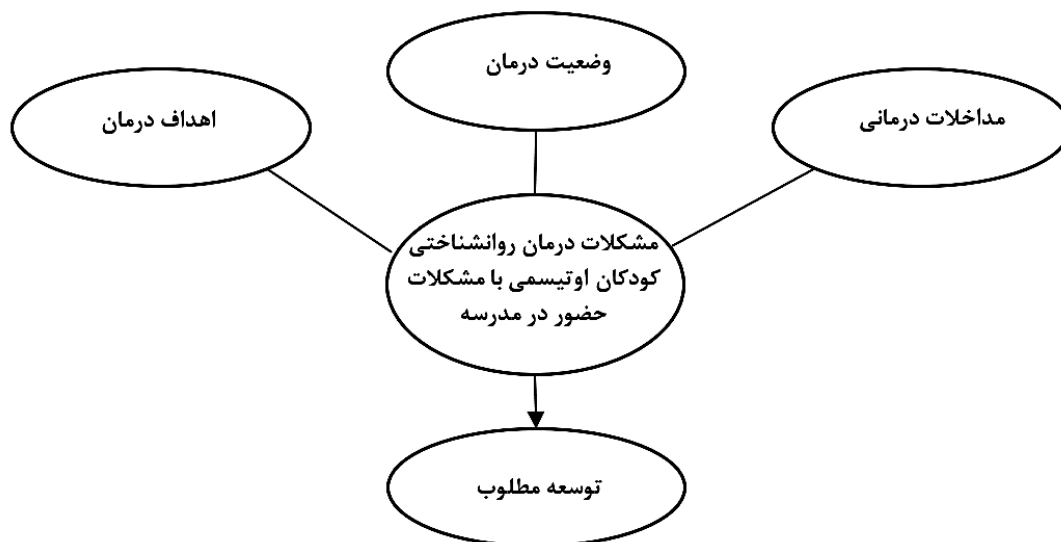 وضعیت درمان
مداخلات درمانی
اهداف درمان
مشکلات درمان روانشناختی
کودکان اوتیسمی با مشکلات
حضور در مدرسه
توسعه مطلوب